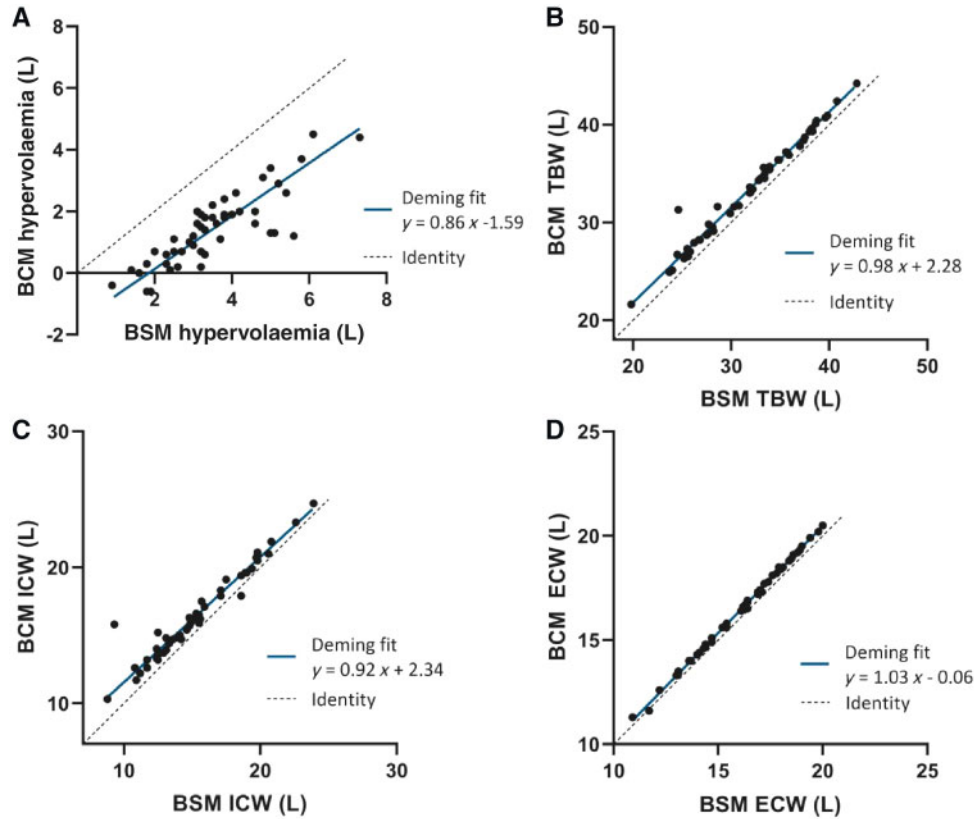 A
BCM hypervolaemia (L)
8
6
4
2
0
-2
2
4
6
8
BSM hypervolaemia (L)
Deming fit
y = 0.86 x -1.59
Identity
B
BCM TBW (L)
50
40
30
20
20
30
40
50
BSM TBW (L)
Deming fit
y = 0.98 x + 2.28
Identity
C
BCM ICW (L)
30
20
10
10
20
30
BSM ICW (L)
Deming fit
y = 0.92 x + 2.34
Identity
D
BCM ECW (L)
25
20
15
10
10
15
20
25
BSM ECW (L)
Deming fit
y = 1.03 x - 0.06
Identity